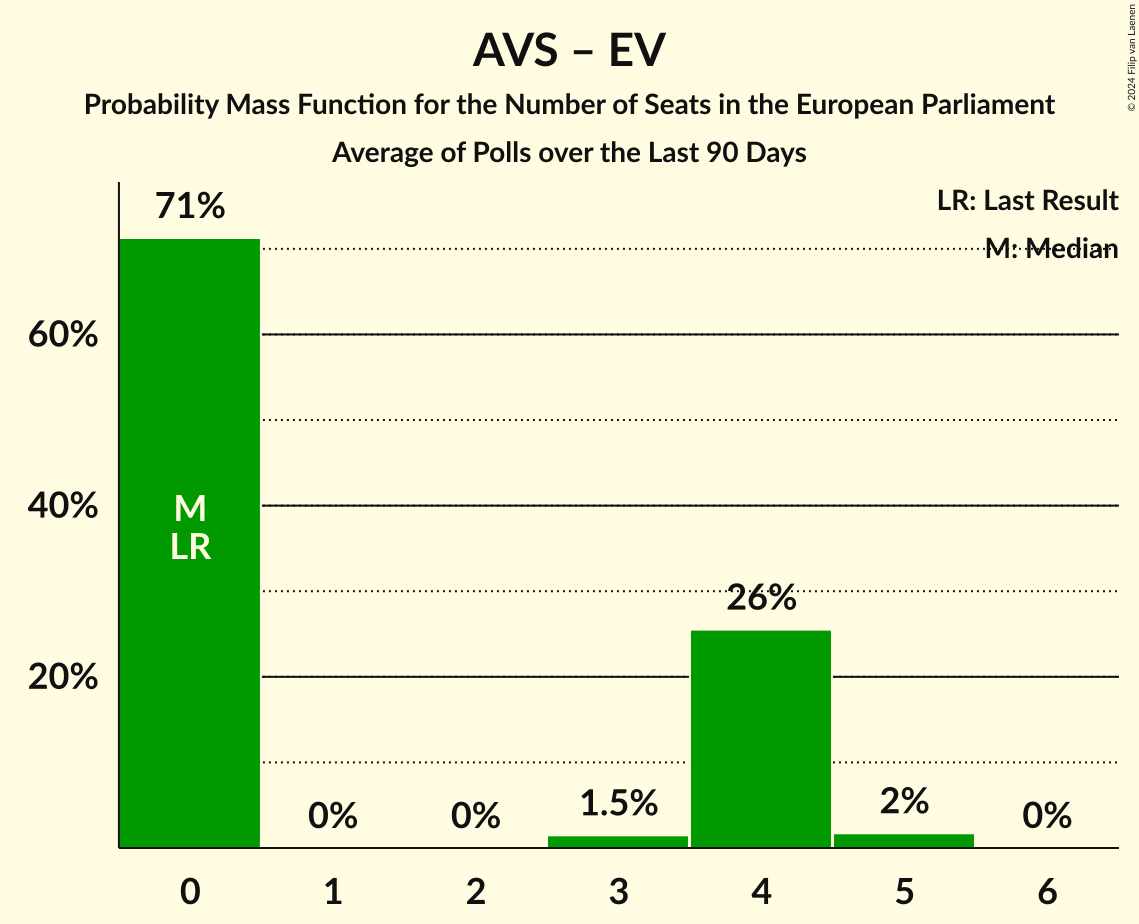 AVS – EV
Probability Mass Function for the Number of Seats in the European Parliament
Average of Polls over the Last 90 Days
© 2024 Filip van Laenen
LR: Last Result
M: Median
71%
60%
40%
20%
M
LR
0%
0%
1.5%
26%
2%
0%
0
1
2
3
4
5
6